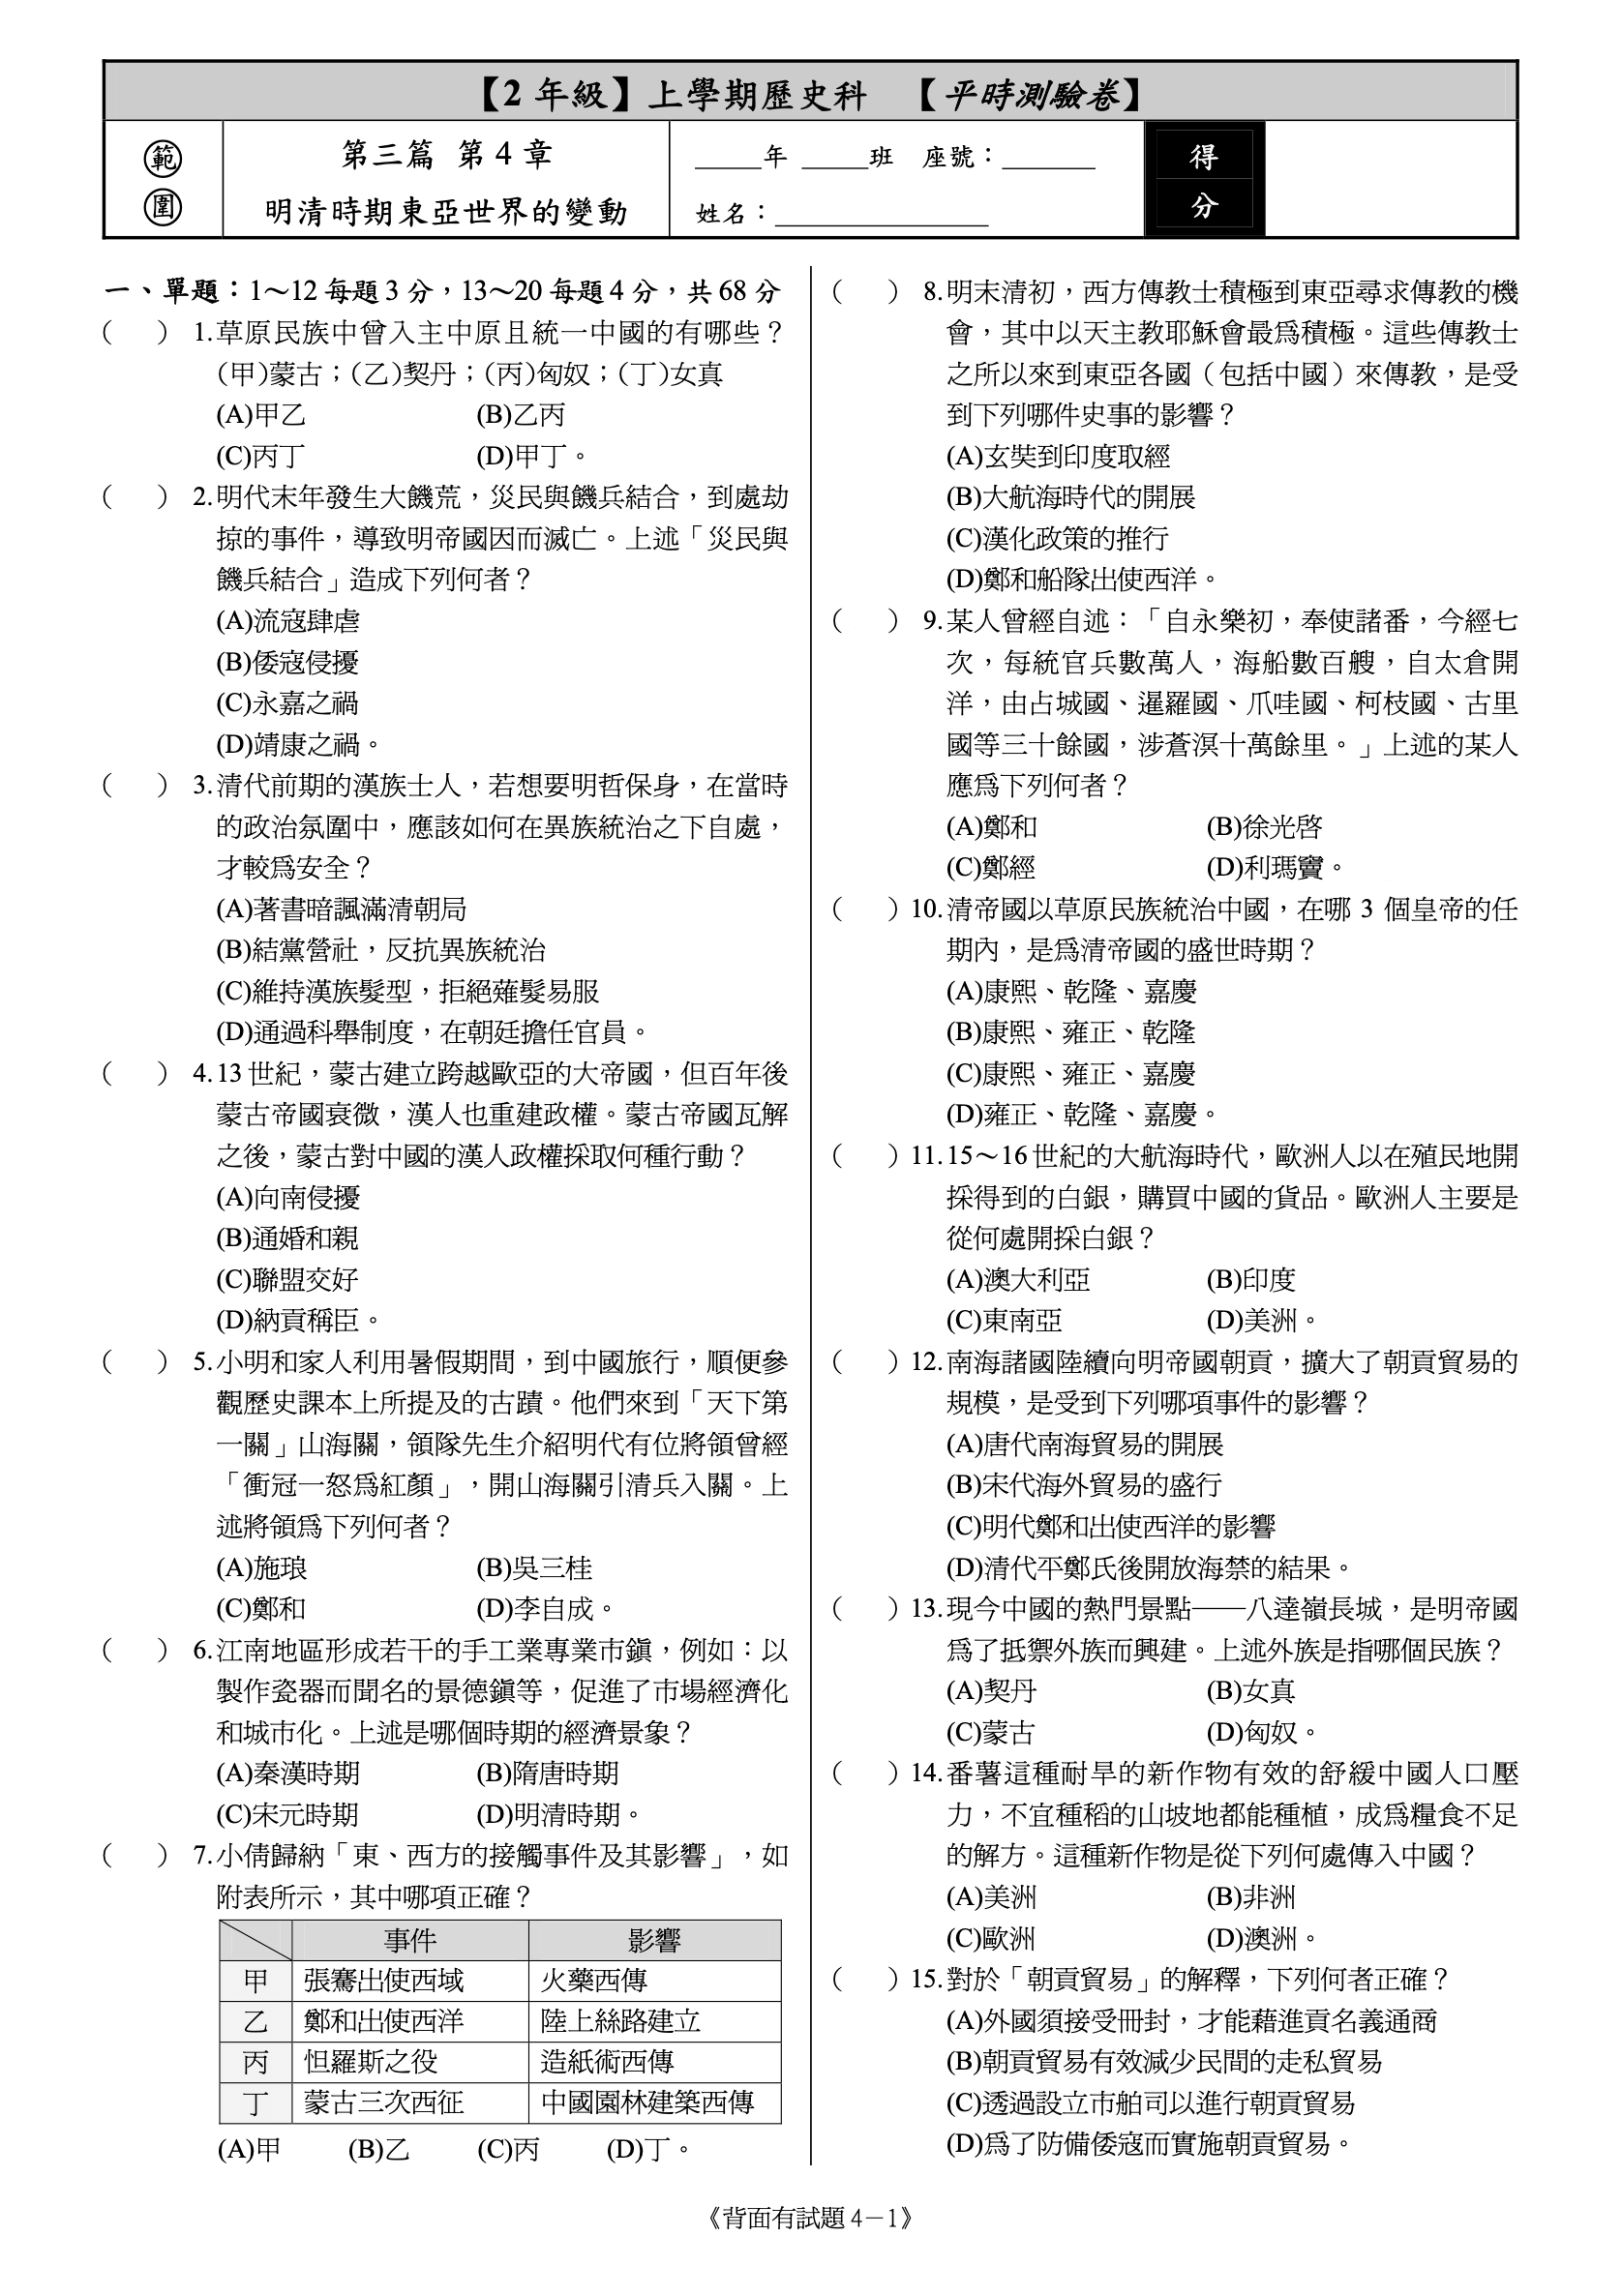 【2 年級】上學期歷史科　【平時測驗卷】
範圍
第三篇 第 4 章
明清時期東亞世界的變動
_____年 _____班 座號：_______
姓名：________________
得分
一、單題：1～12 每題 3 分，13～20 每題 4 分，共 68 分
（　）1.草原民族中曾入主中原且統一中國的有哪些？
(甲)蒙古；(乙)契丹；(丙)匈奴；(丁)女真
(A)甲乙 (B)乙丙
(C)丙丁 (D)甲丁。
（　）2.明代末年發生大饑荒，災民與饑兵結合，到處劫
掠的事件，導致明帝國因而滅亡。上述「災民與
饑兵結合」造成下列何者？
(A)流寇肆虐
(B)倭寇侵擾
(C)永嘉之禍
(D)靖康之禍。
（　）3.清代前期的漢族士人，若想要明哲保身，在當時
的政治氛圍中，應該如何在異族統治之下自處，
才較為安全？
(A)著書暗諷滿清朝局
(B)結黨營社，反抗異族統治
(C)維持漢族髮型，拒絕薙髮易服
(D)通過科舉制度，在朝廷擔任官員。
（　）4.13 世紀，蒙古建立跨越歐亞的大帝國，但百年後
蒙古帝國衰微，漢人也重建政權。蒙古帝國瓦解
之後，蒙古對中國的漢人政權採取何種行動？
(A)向南侵擾
(B)通婚和親
(C)聯盟交好
(D)納貢稱臣。
（　）5.小明和家人利用暑假期間，到中國旅行，順便參
觀歷史課本上所提及的古蹟。他們來到「天下第
一關」山海關，領隊先生介紹明代有位將領曾經
「衝冠一怒為紅顏」，開山海關引清兵入關。上
述將領為下列何者？
(A)施琅 (B)吳三桂
(C)鄭和 (D)李自成。
（　）6.江南地區形成若干的手工業專業市鎮，例如：以
製作瓷器而聞名的景德鎮等，促進了市場經濟化
和城市化。上述是哪個時期的經濟景象？
(A)秦漢時期 (B)隋唐時期
(C)宋元時期 (D)明清時期。
（　）7.小倩歸納「東、西方的接觸事件及其影響」，如
附表所示，其中哪項正確？
事件 影響
甲 張騫出使西域 火藥西傳
乙 鄭和出使西洋 陸上絲路建立
丙 怛羅斯之役 造紙術西傳
丁 蒙古三次西征 中國園林建築西傳
(A)甲 (B)乙 (C)丙 (D)丁。
（　）8.明末清初，西方傳教士積極到東亞尋求傳教的機
會，其中以天主教耶穌會最為積極。這些傳教士
之所以來到東亞各國（包括中國）來傳教，是受
到下列哪件史事的影響？
(A)玄奘到印度取經
(B)大航海時代的開展
(C)漢化政策的推行
(D)鄭和船隊出使西洋。
（　）9.某人曾經自述：「自永樂初，奉使諸番，今經七
次，每統官兵數萬人，海船數百艘，自太倉開
洋，由占城國、暹羅國、爪哇國、柯枝國、古里
國等三十餘國，涉蒼溟十萬餘里。」上述的某人
應為下列何者？
(A)鄭和 (B)徐光啓
(C)鄭經 (D)利瑪竇。
（　）10.清帝國以草原民族統治中國，在哪 3 個皇帝的任
期內，是為清帝國的盛世時期？
(A)康熙、乾隆、嘉慶
(B)康熙、雍正、乾隆
(C)康熙、雍正、嘉慶
(D)雍正、乾隆、嘉慶。
（　）11.15～16 世紀的大航海時代，歐洲人以在殖民地開
採得到的白銀，購買中國的貨品。歐洲人主要是
從何處開採白銀？
(A)澳大利亞 (B)印度
(C)東南亞 (D)美洲。
（　）12.南海諸國陸續向明帝國朝貢，擴大了朝貢貿易的
規模，是受到下列哪項事件的影響？
(A)唐代南海貿易的開展
(B)宋代海外貿易的盛行
(C)明代鄭和出使西洋的影響
(D)清代平鄭氏後開放海禁的結果。
（　）13.現今中國的熱門景點——八達嶺長城，是明帝國
為了抵禦外族而興建。上述外族是指哪個民族？
(A)契丹 (B)女真
(C)蒙古 (D)匈奴。
（　）14.番薯這種耐旱的新作物有效的舒緩中國人口壓
力，不宜種稻的山坡地都能種植，成為糧食不足
的解方。這種新作物是從下列何處傳入中國？
(A)美洲 (B)非洲
(C)歐洲 (D)澳洲。
（　）15.對於「朝貢貿易」的解釋，下列何者正確？
(A)外國須接受冊封，才能藉進貢名義通商
(B)朝貢貿易有效減少民間的走私貿易
(C)透過設立市舶司以進行朝貢貿易
(D)為了防備倭寇而實施朝貢貿易。
《背面有試題 4－1》